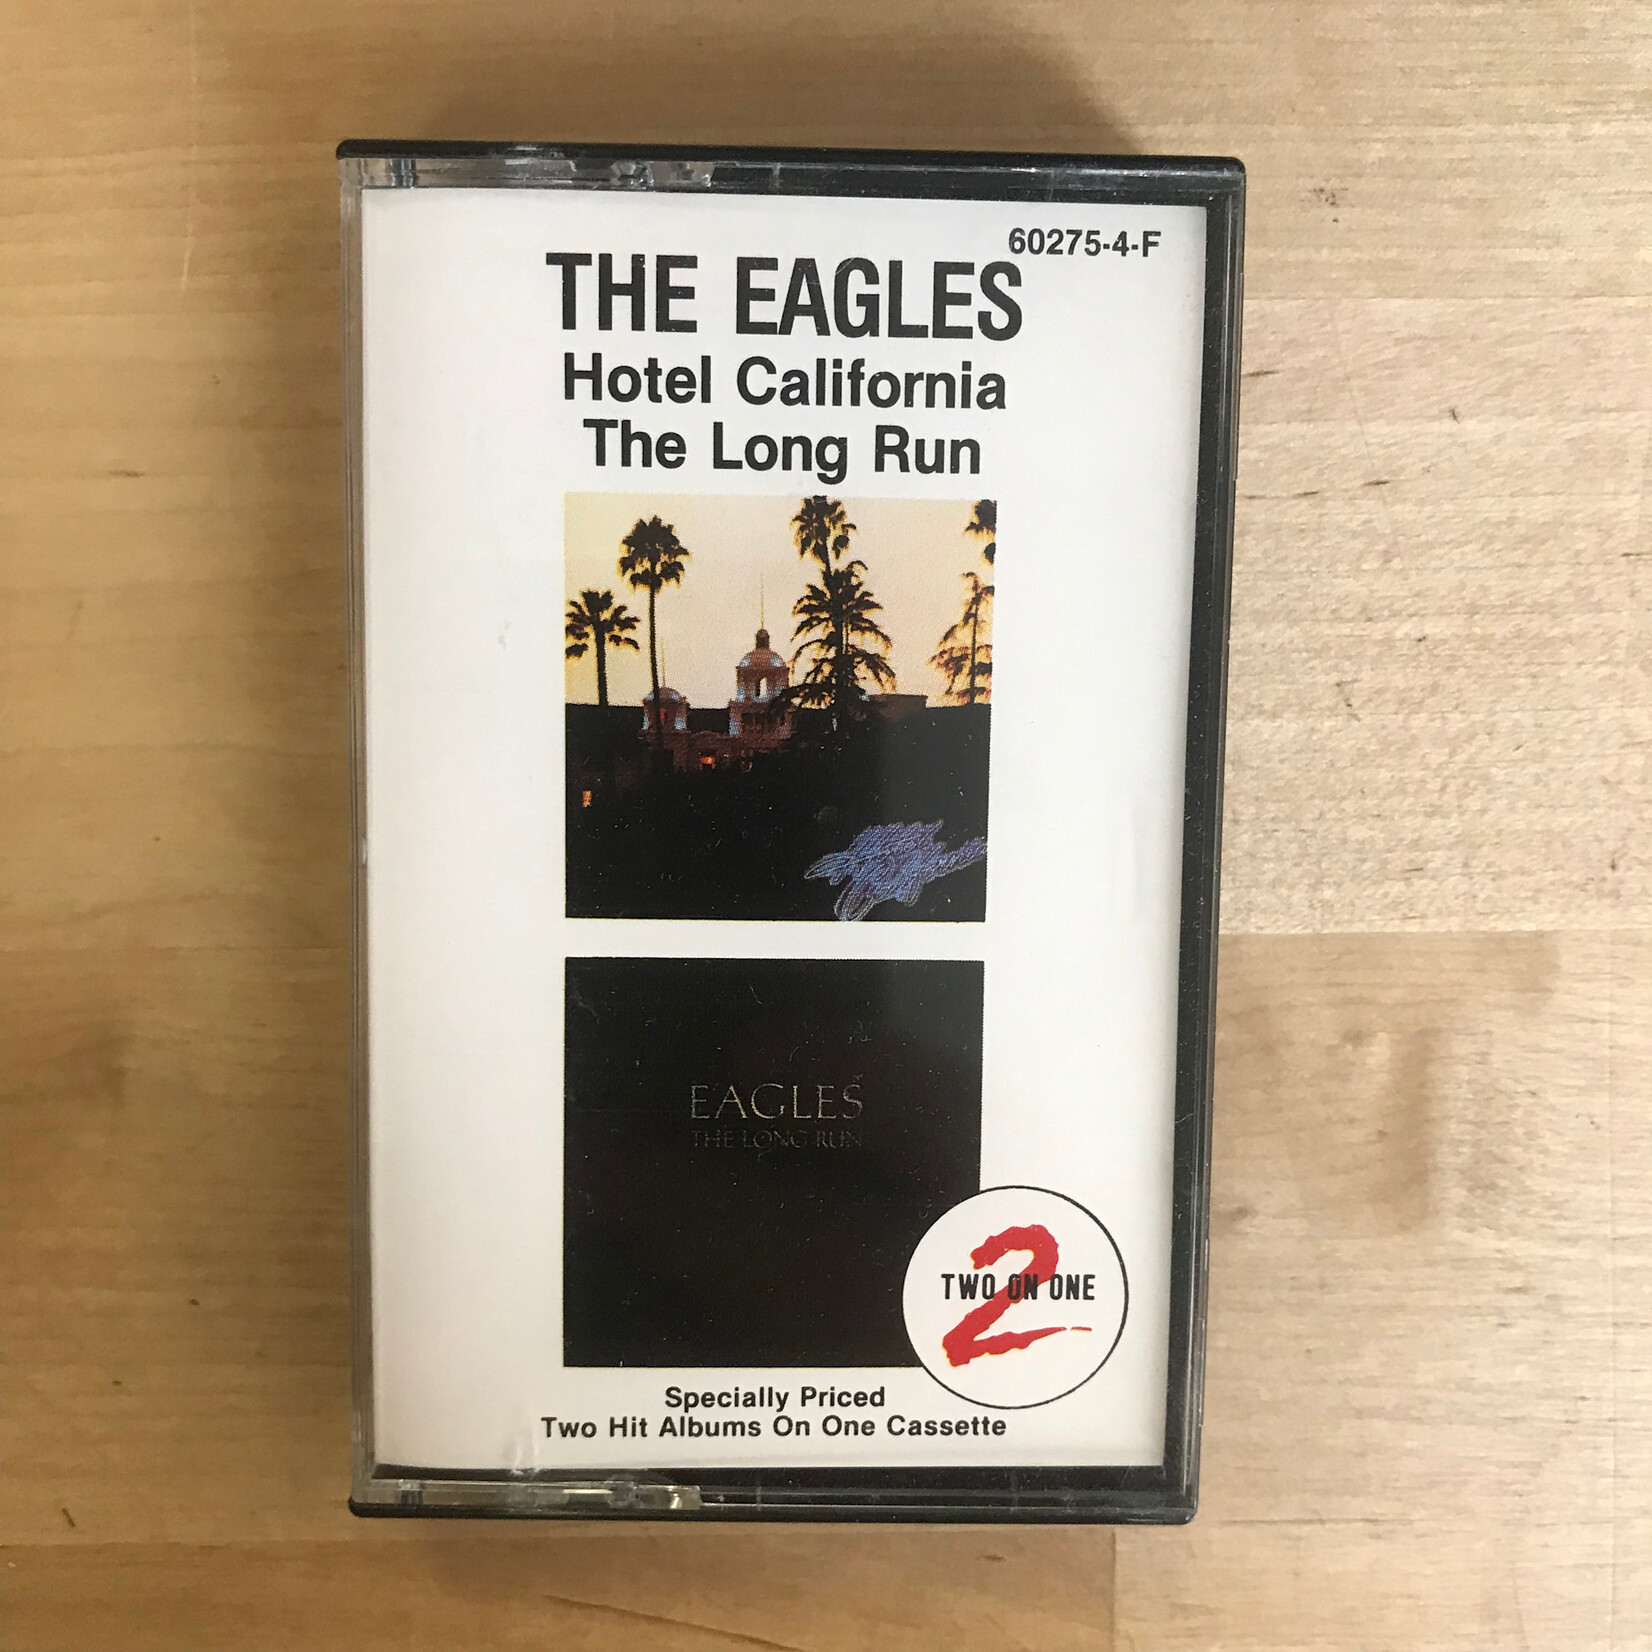 60275-4-F
THE EAGLES
Hotel California
The Long Run
EAGLES
THE LONG RUN
2
TWO ON ONE
Specially Priced
Two Hit Albums On One Cassette